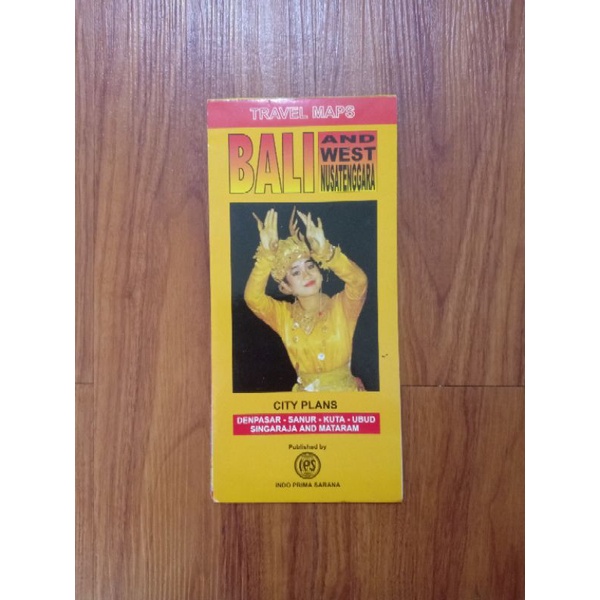 TRAVEL MAPS
BALI AND
WEST
NUSATENGGARA
CITY PLANS
DENPASAR - SANUR - KUTA - UBUD
SINGARAJA AND MATARAM
Published by
ips
INDO PRIMA SARANA